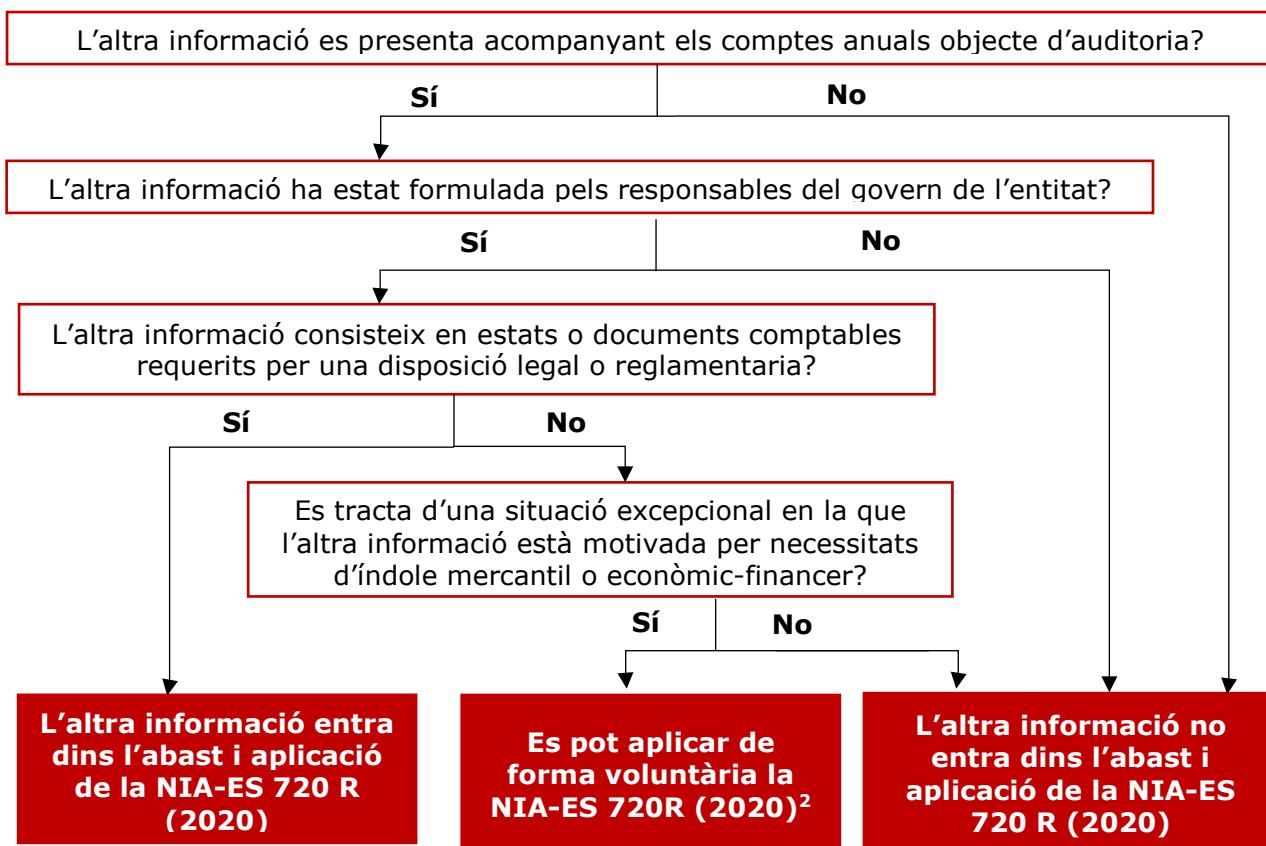 L’altra informació es presenta acompanyant els comptes anuals objecte d’auditoria?
Sí
No
L’altra informació ha estat formulada pels responsables del govern de l’entitat?
Sí
No
L’altra informació consisteix en estats o documents comptables
requerits per una disposició legal o reglamentaria?
Sí
No
Es tracta d’una situació excepcional en la que
l’altra informació està motivada per necessitats
d’índole mercantil o econòmic-financer?
Sí
No
L’altra informació entra
dins l’abast i aplicació
de la NIA-ES 720 R
(2020)
Es pot aplicar de
forma voluntària la
NIA-ES 720R (2020)²
L’altra informació no
entra dins l’abast i
aplicació de la NIA-ES
720 R (2020)